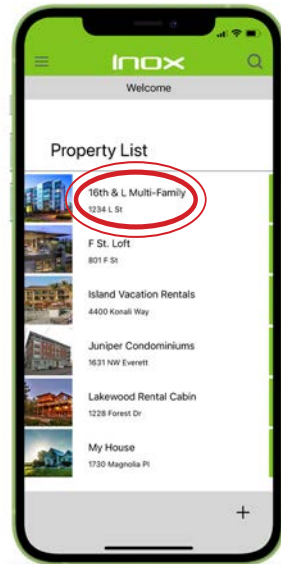 INOX
Welcome
Property List
16th & L Multi-Family
1234 L St
F St. Loft
801 F St
Island Vacation Rentals
4400 Konali Way
Juniper Condominiums
1631 NW Everett
Lakewood Rental Cabin
1228 Forest Dr
My House
1730 Magnolia Pl